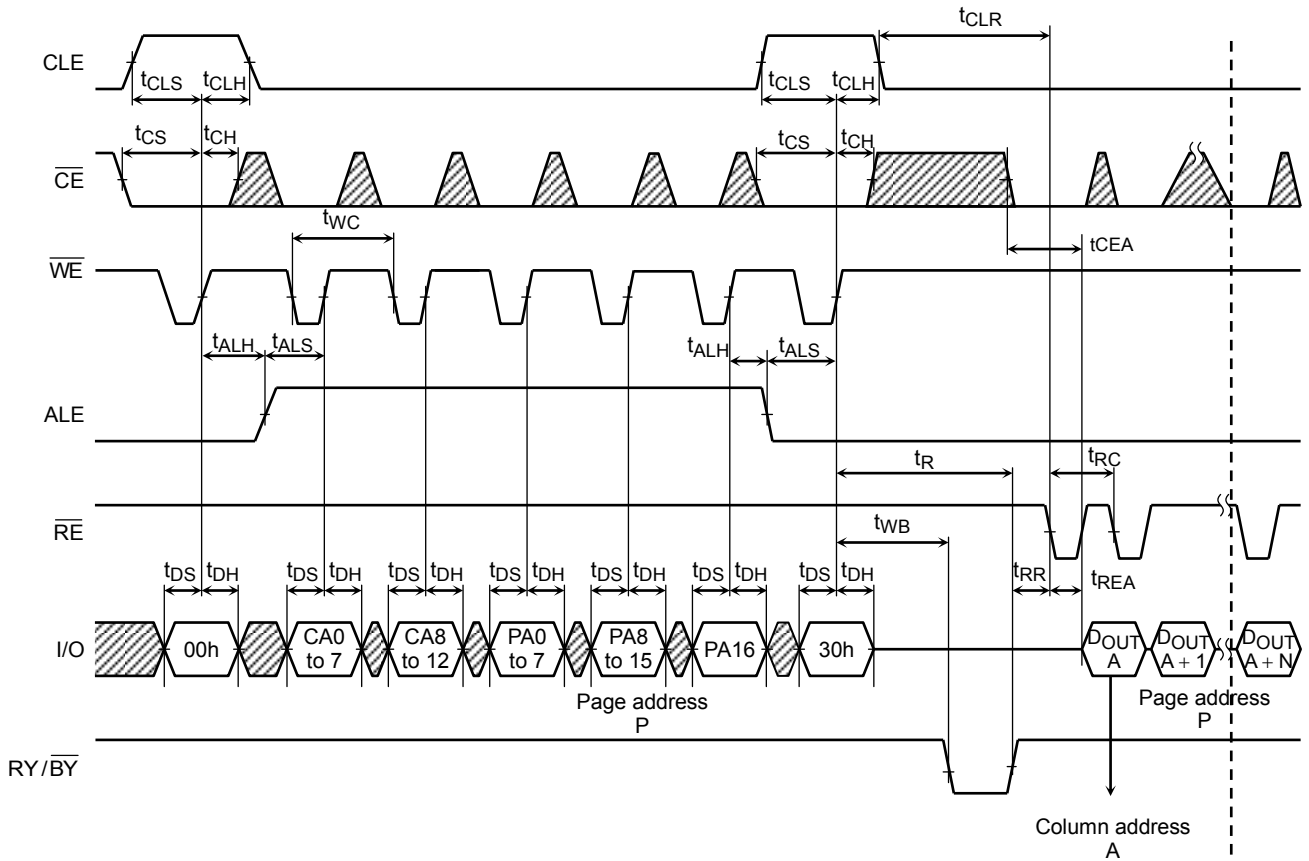 tCLR
CLE
tCLS tCLH tCLS tCLH
tCS tCH tCS tCH
CE
tWC
tCEA
WE
tALH tALS tALH tALS
ALE
tR tRC
RE
tWB
tDS tDH tDS tDH tDS tDH tDS tDH tDS tDH tDS tDH tDS tDH tRR tREA
I/O 00h CA0 to 7 CA8 to 12 PA0 to 7 PA8 to 15 PA16 30h DOUT A DOUT A + 1 DOUT A + N
Page address P
Page address P
RY/BY
Column address A